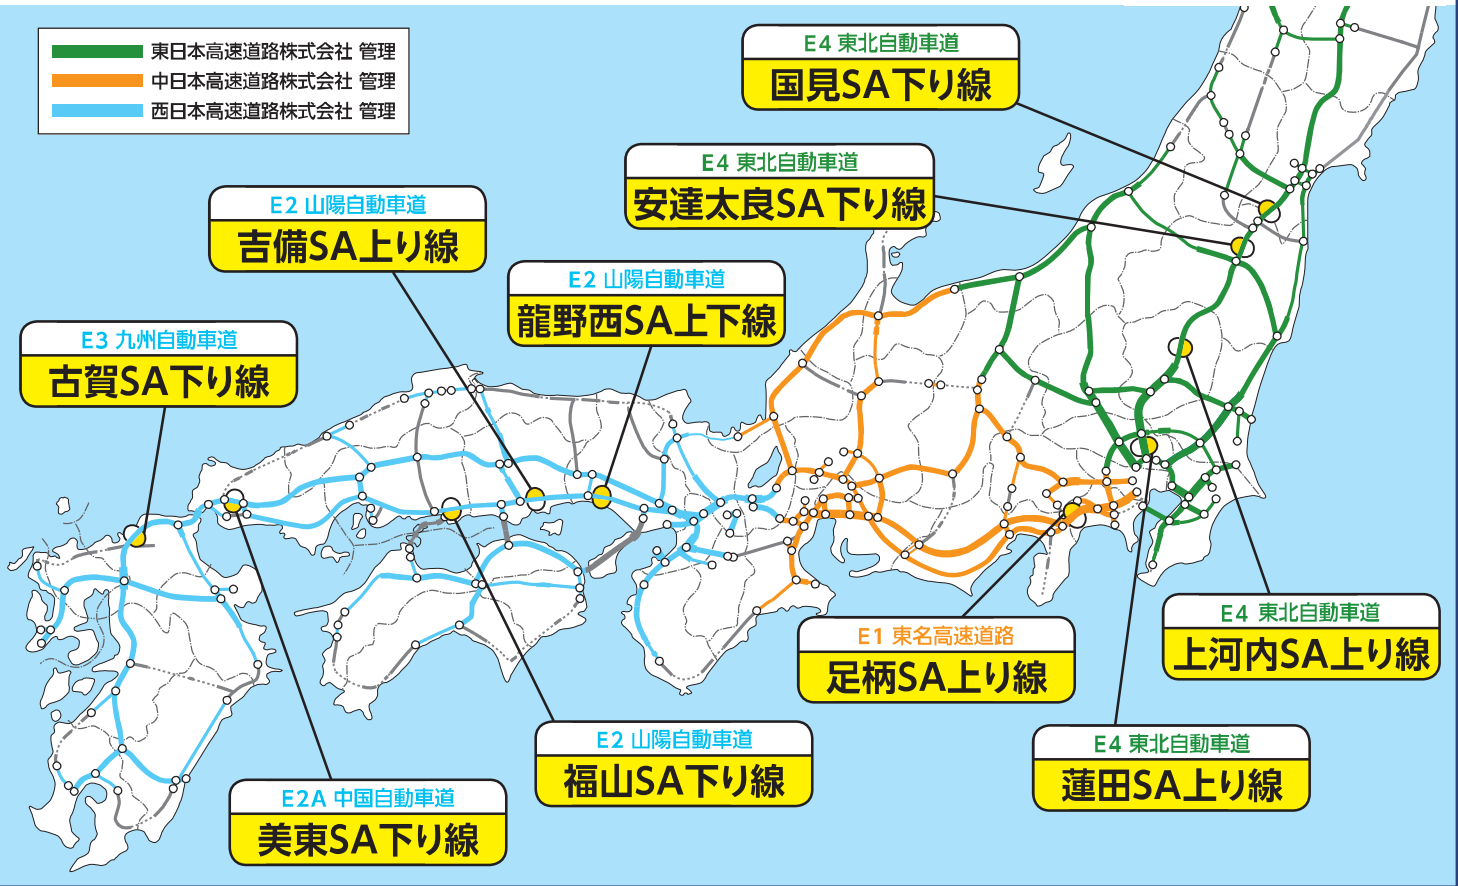 東日本高速道路株式会社 管理
中日本高速道路株式会社 管理
西日本高速道路株式会社 管理
E4 東北自動車道
国見SA下り線
E4 東北自動車道
安達太良SA下り線
E2 山陽自動車道
吉備SA上り線
E2 山陽自動車道
龍野西SA上下線
E3 九州自動車道
古賀SA下り線
E4 東北自動車道
上河内SA上り線
E1 東名高速道路
足柄SA上り線
E2 山陽自動車道
福山SA下り線
E4 東北自動車道
蓮田SA上り線
E2A 中国自動車道
美東SA下り線